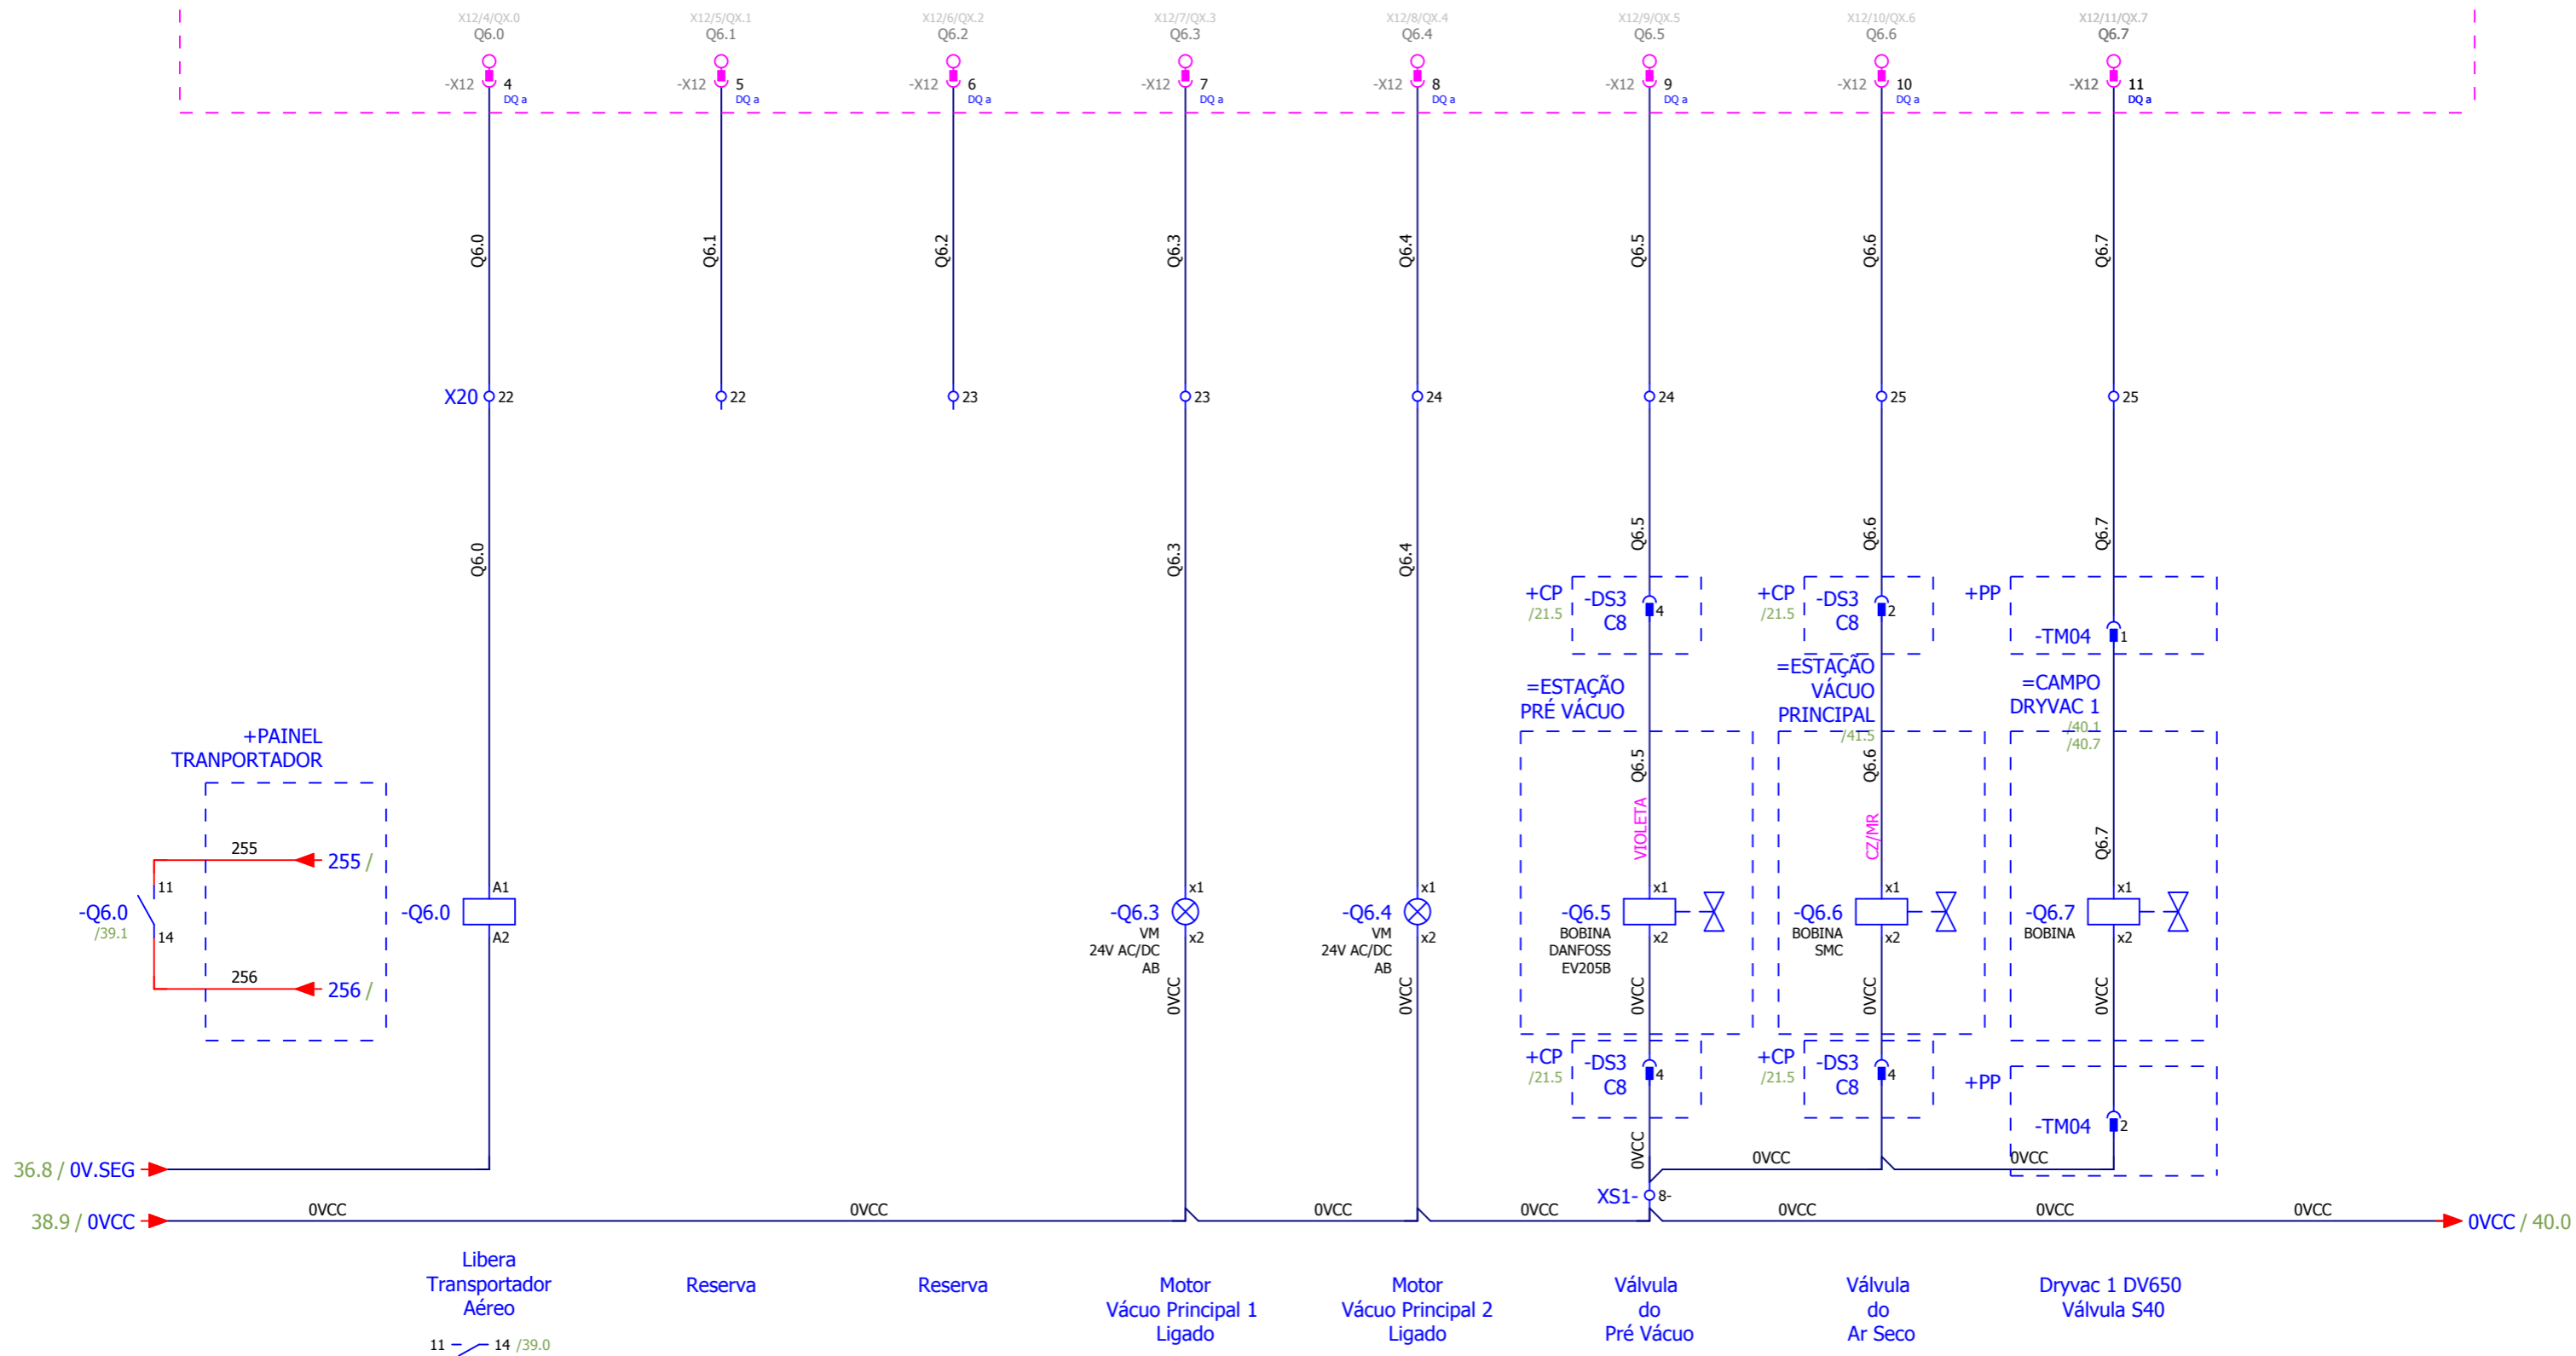 X12/4/QX.0 X12/5/QX.1 X12/6/QX.2 X12/7/QX.3 X12/8/QX.4 X12/9/QX.5 X12/10/QX.6 X12/11/QX.7
Q6.0 Q6.1 Q6.2 Q6.3 Q6.4 Q6.5 Q6.6 Q6.7
-X12 4 -X12 5 -X12 6 -X12 7 -X12 8 -X12 9 -X12 10 -X12 11
DQ a DQ a DQ a DQ a DQ a DQ a DQ a DQ a
Q6.0 Q6.1 Q6.2 Q6.3 Q6.4 Q6.5 Q6.6 Q6.7
X20 22 22 23 23 24 24 25 25
Q6.0 Q6.3 Q6.4 Q6.5 Q6.6 Q6.7
+CP -DS3 4 +CP -DS3 2 +PP
/21.5 C8 /21.5 C8
-TM04 1
=ESTAÇÃO
PRÉ VÁCUO
=ESTAÇÃO
VÁCUO
PRINCIPAL
/41.5
=CAMPO
DRYVAC 1
/40.1
/40.7
+PAINEL
TRANPORTADOR
Q6.5 Q6.6
VIOLETA CZ/MR Q6.7
255 255 /
11
-Q6.0
/39.1
14
256 256 /
A1
-Q6.0
A2
x1
-Q6.3
VM
x2
24V AC/DC
AB
0VCC
x1
-Q6.4
VM
x2
24V AC/DC
AB
0VCC
x1
-Q6.5
BOBINA
x2
DANFOSS
EV205B
0VCC
x1
-Q6.6
BOBINA
x2
SMC
0VCC
x1
-Q6.7
BOBINA
x2
0VCC
+CP -DS3 4 +CP -DS3 4 +PP
/21.5 C8 /21.5 C8
-TM04 2
0VCC 0VCC 0VCC
36.8 / 0V.SEG
XS1- 8-
38.9 / 0VCC 0VCC 0VCC 0VCC 0VCC 0VCC 0VCC 0VCC 0VCC / 40.0
Libera
Transportador
Aéreo
11 14 /39.0
Reserva
Reserva
Motor
Vácuo Principal 1
Ligado
Motor
Vácuo Principal 2
Ligado
Válvula
do
Pré Vácuo
Válvula
do
Ar Seco
Dryvac 1 DV650
Válvula S40